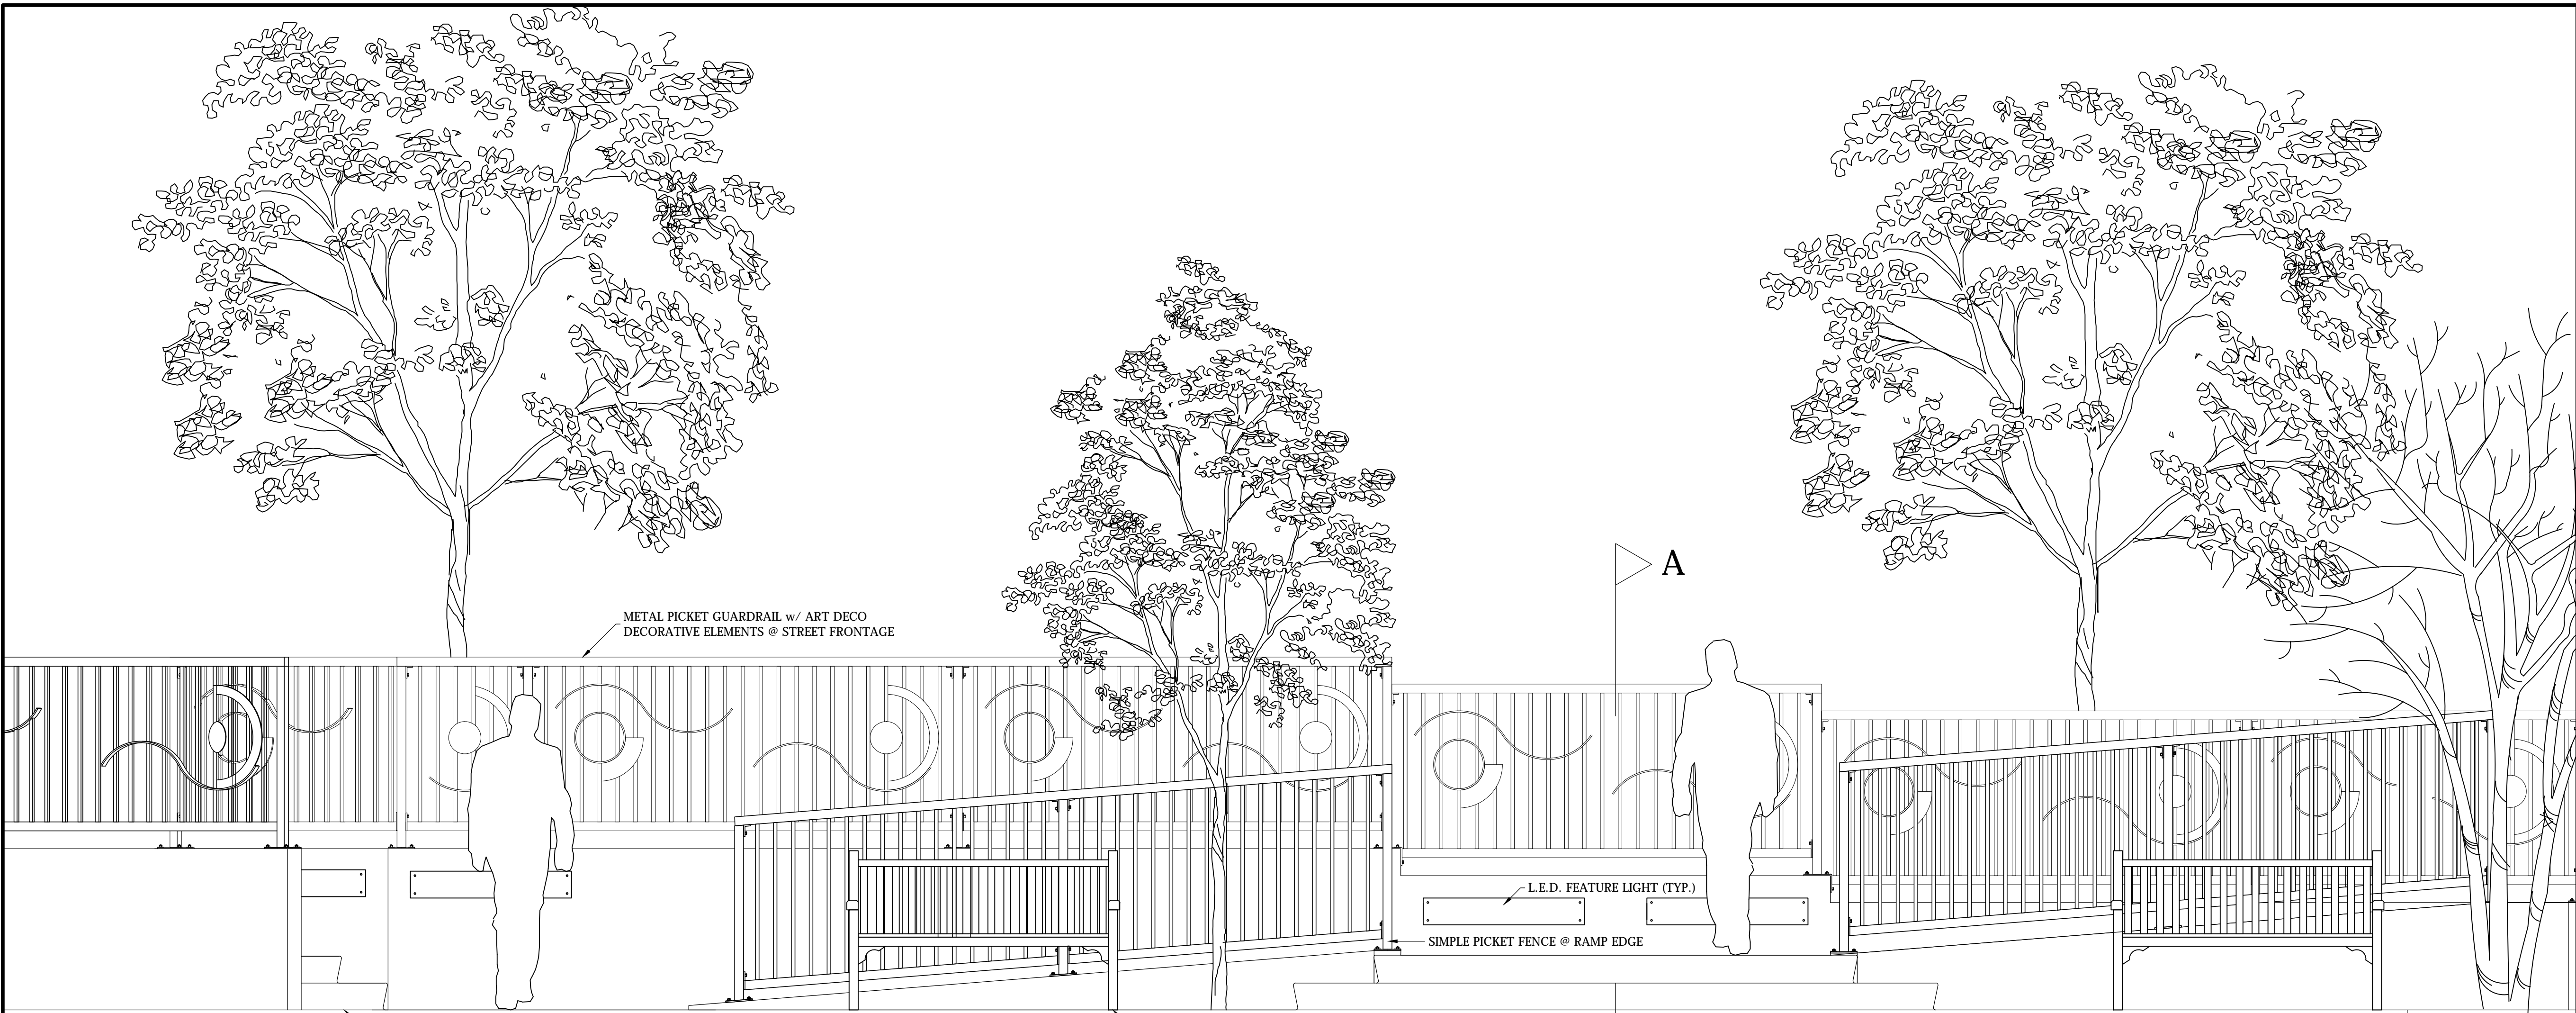 METAL PICKET GUARDRAIL w/ ART DECO
DECORATIVE ELEMENTS @ STREET FRONTAGE
A
L.E.D. FEATURE LIGHT (TYP.)
SIMPLE PICKET FENCE @ RAMP EDGE